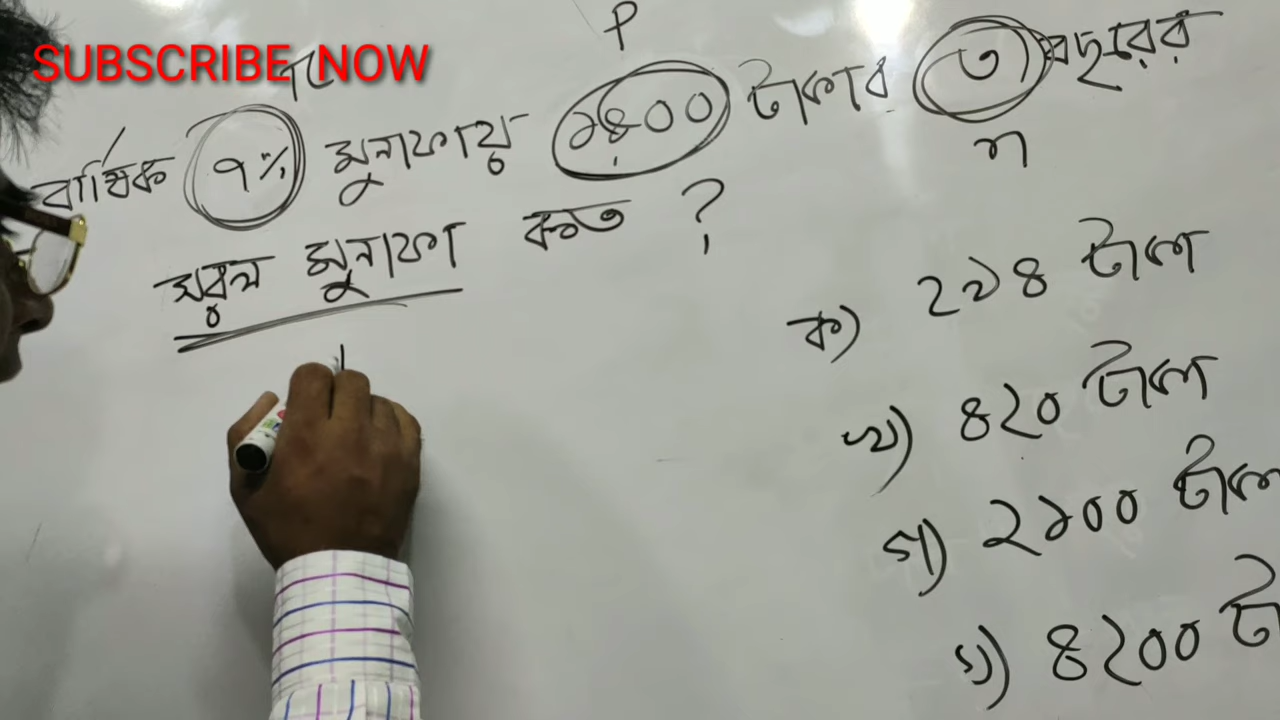 SUBSCRIBE NOW
P
বার্ষিক ৭% মুনাফায় ১৪০০ টাকার ৩ বছরের
n
সরল মুনাফা কত ?
ক) ২৯৪ টাকা
খ) ৪২০ টাকা
গ) ২১০০ টাকা
ঘ) ৪২০০ টা